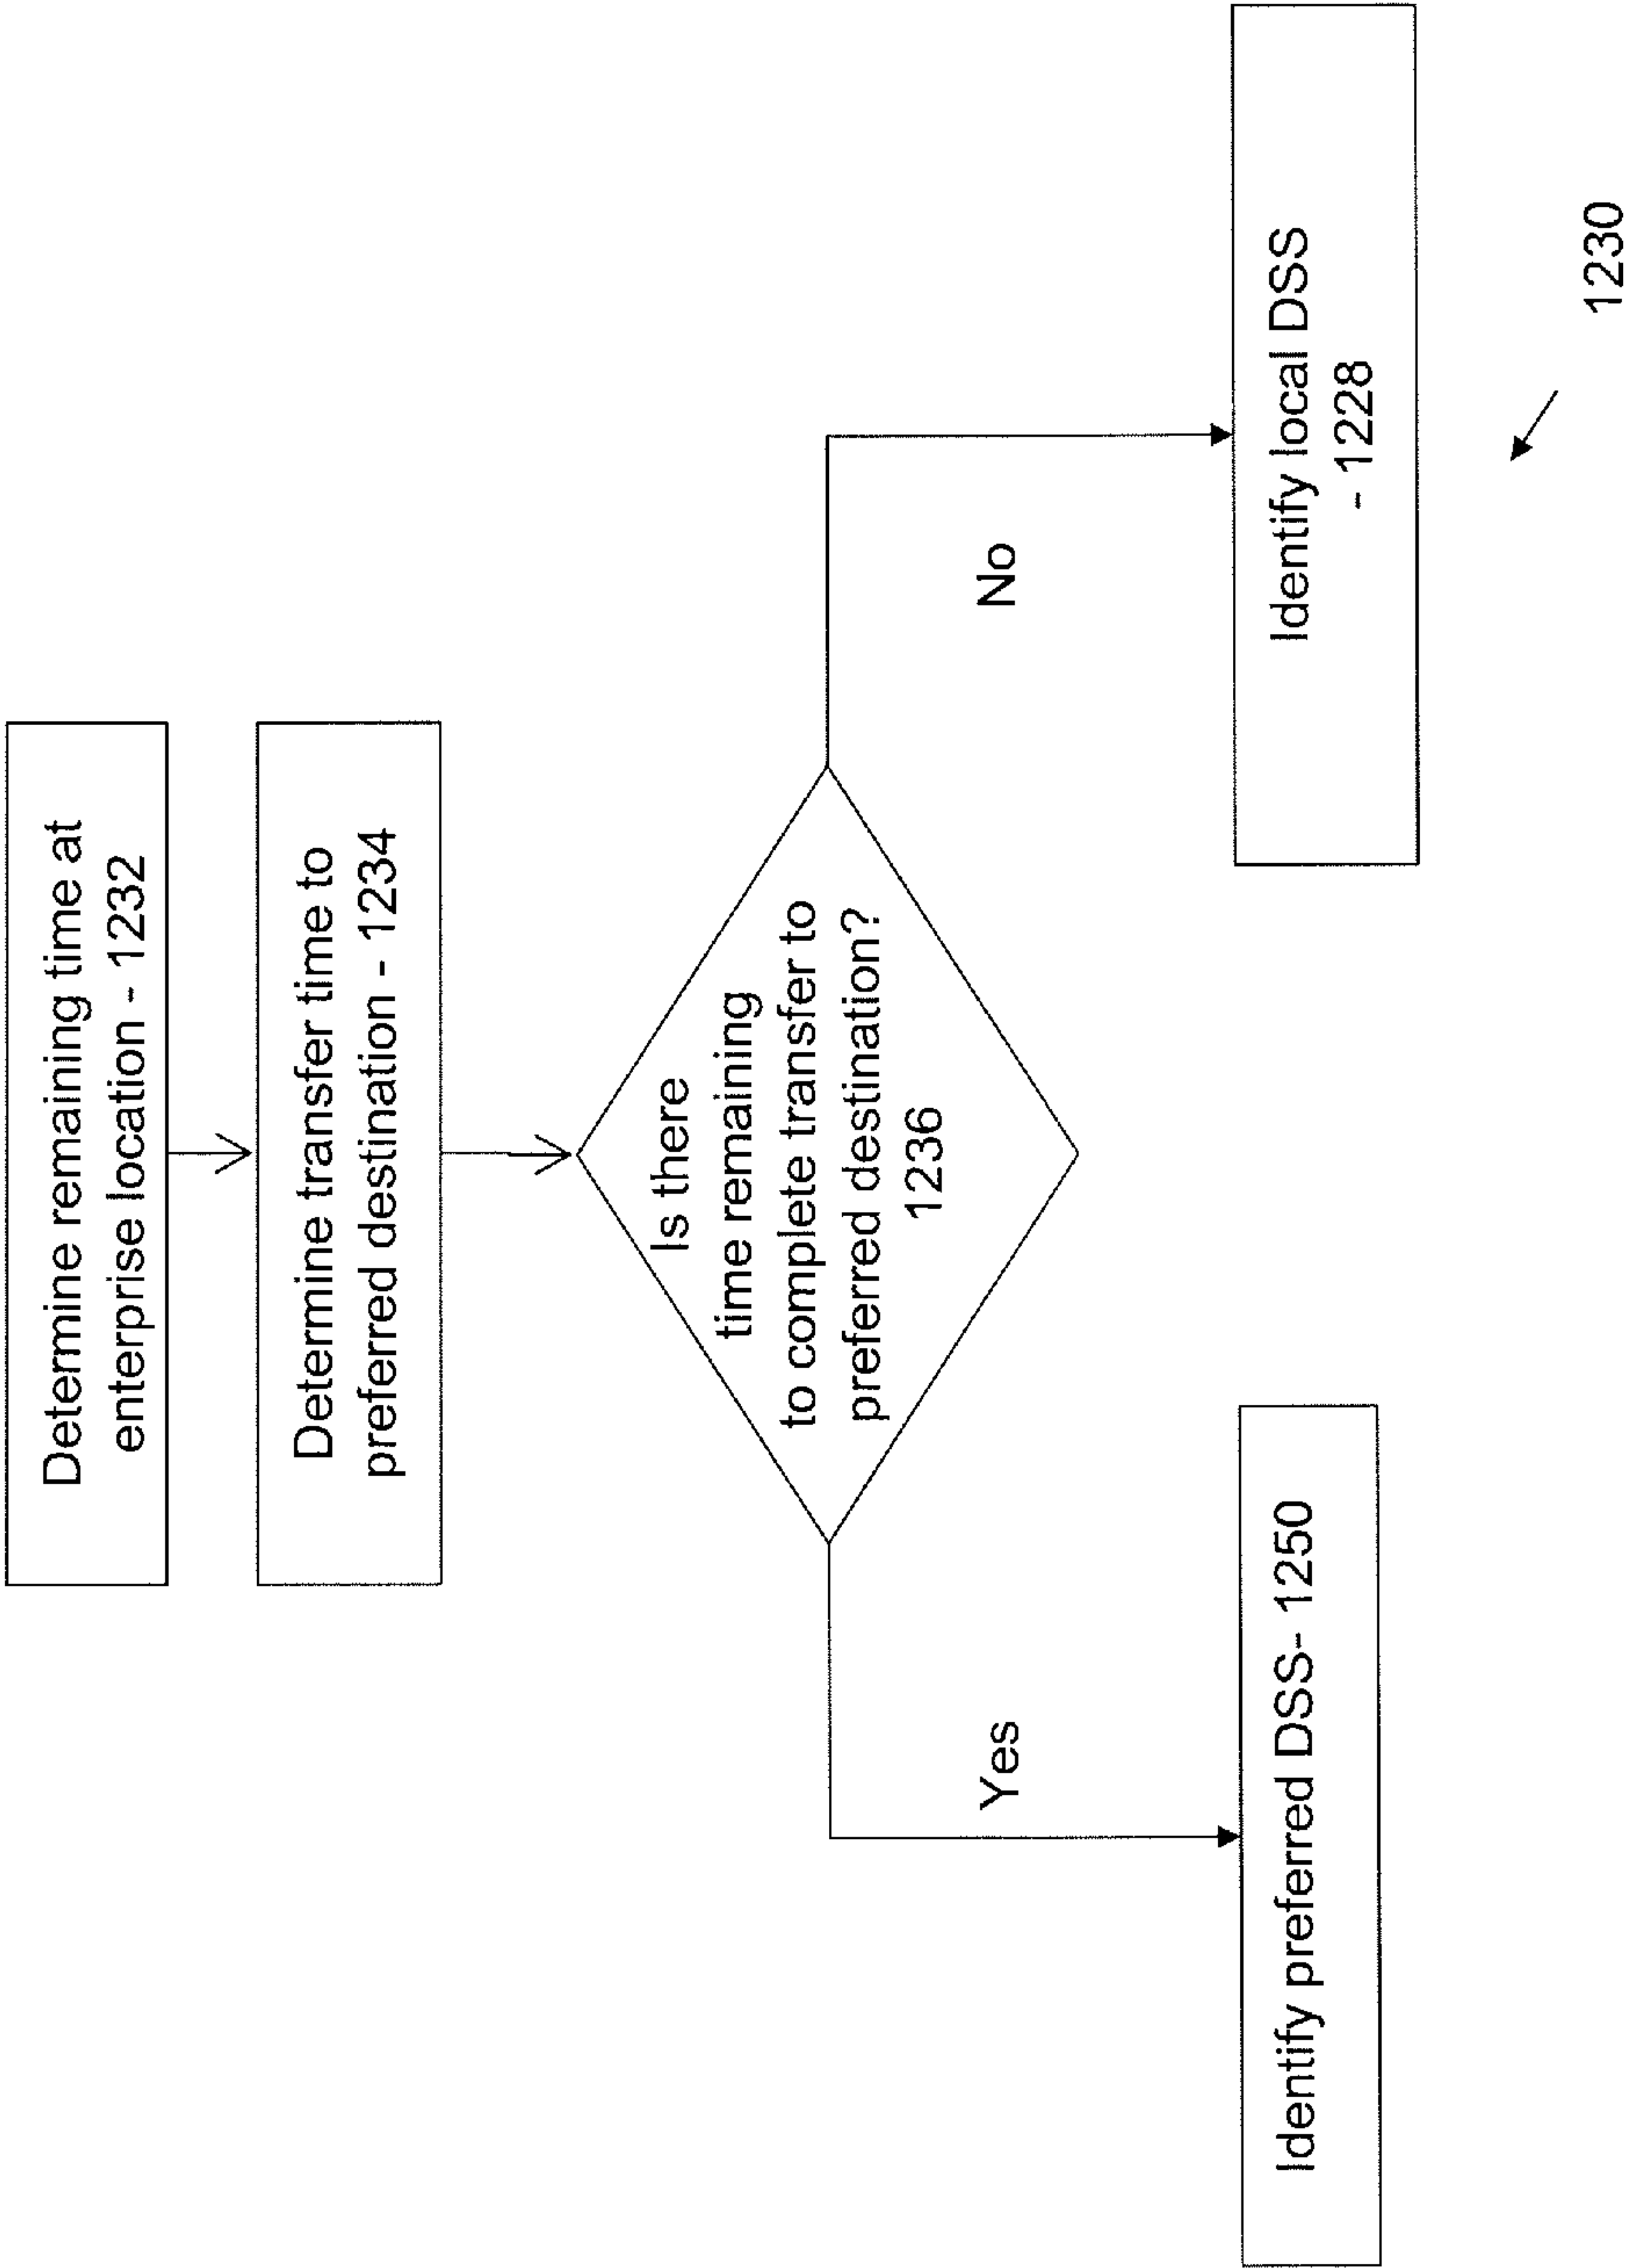 Determine remaining time at
enterprise location - 1232
Determine transfer time to
preferred destination - 1234
Is there
time remaining
to complete transfer to
preferred destination?
1236
Yes
No
Identify preferred DSS- 1250
Identify local DSS
- 1228
1230